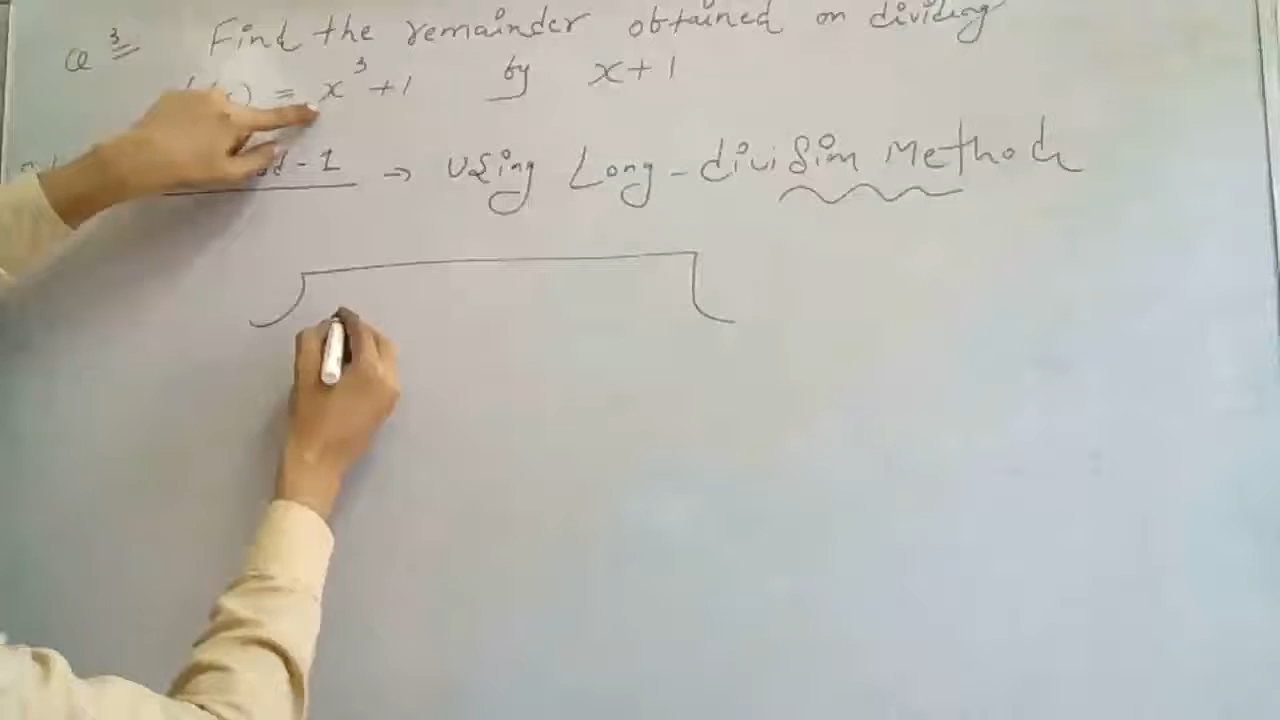 Q 3 Find the remainder obtained on dividing
= x³ + 1 by x + 1
- 1 → Using Long - division Method